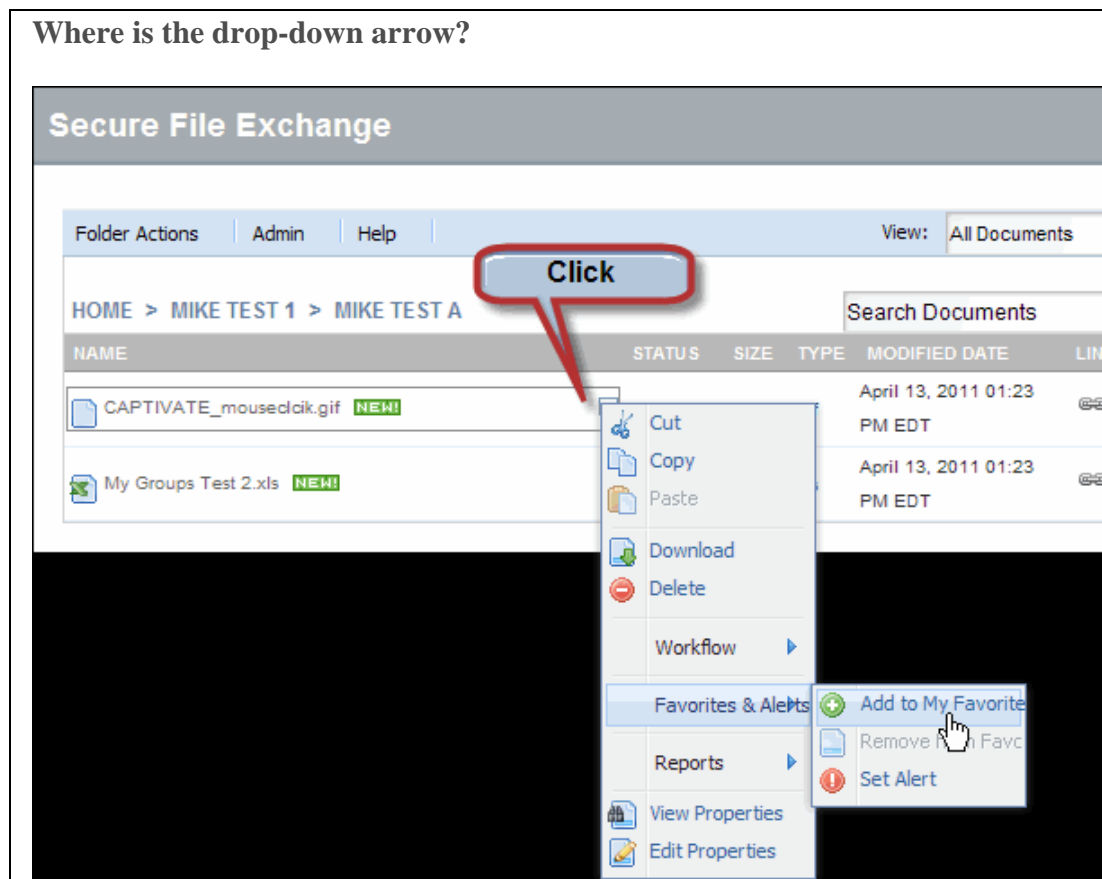 Where is the drop-down arrow?
Secure File Exchange
Folder Actions Admin Help View: All Documents
Click
HOME > MIKE TEST 1 > MIKE TEST A Search Documents
NAME STATUS SIZE TYPE MODIFIED DATE LIN
CAPTIVATE_mouseclcik.gif NEW! April 13, 2011 01:23
PM EDT
My Groups Test 2.xls NEW! April 13, 2011 01:23
PM EDT
Cut
Copy
Paste
Download
Delete
Workflow
Favorites & Alerts
Add to My Favorite
Remove Favc
Set Alert
Reports
View Properties
Edit Properties